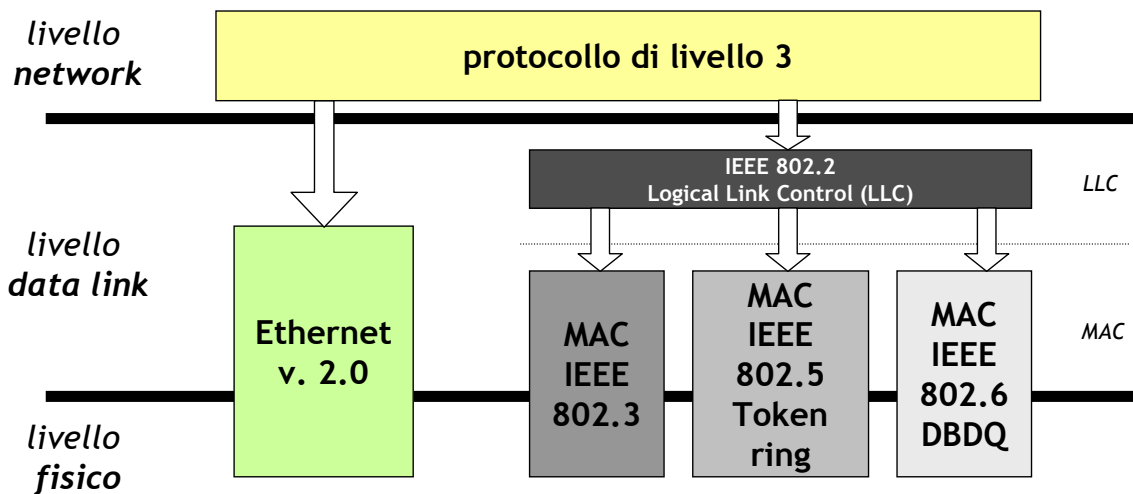 livello
network
protocollo di livello 3
IEEE 802.2
Logical Link Control (LLC)
LLC
livello
data link
Ethernet
v. 2.0
MAC
IEEE
802.3
MAC
IEEE
802.5
Token
ring
MAC
IEEE
802.6
DBDQ
MAC
livello
fisico